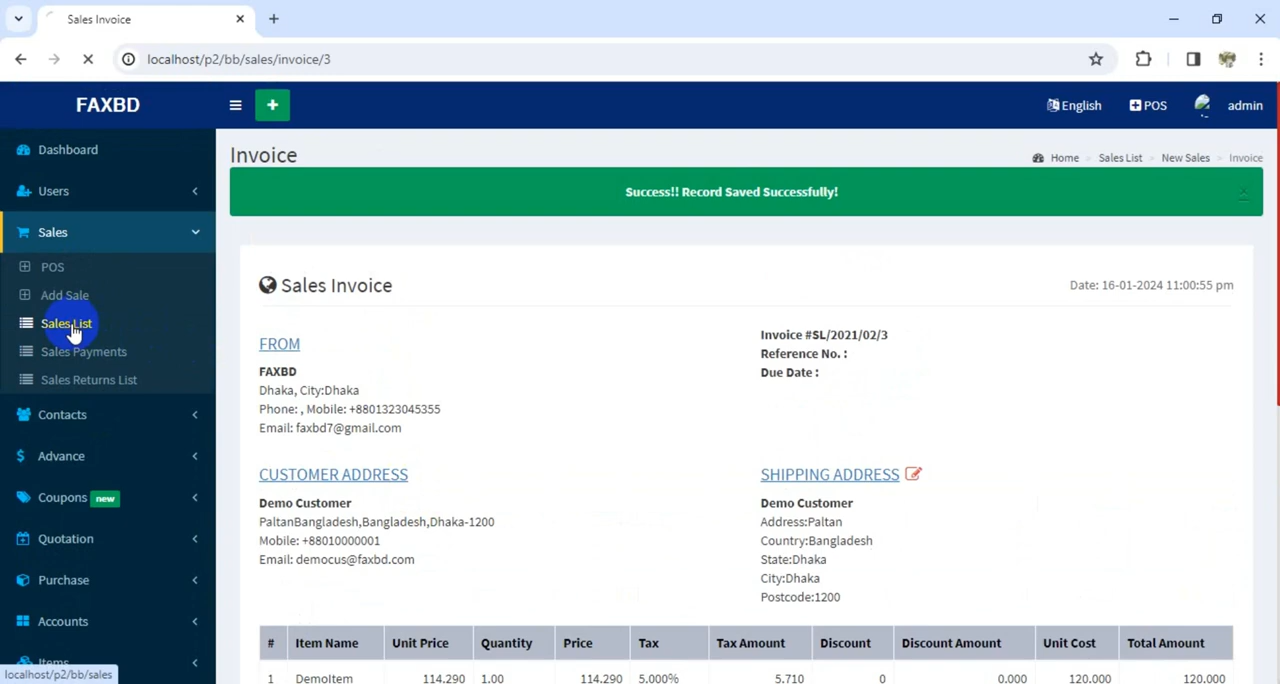 Sales Invoice
localhost/p2/bb/sales/invoice/3
FAXBD
English
POS
admin
Dashboard
Users
Sales
POS
Add Sale
Sales List
Sales Payments
Sales Returns List
Contacts
Advance
Coupons new
Quotation
Purchase
Accounts
Items
localhost/p2/bb/sales
Invoice
Home > Sales List > New Sales > Invoice
Success!! Record Saved Successfully!
×
Sales Invoice
Date: 16-01-2024 11:00:55 pm
FROM
FAXBD
Dhaka, City:Dhaka
Phone: , Mobile: +8801323045355
Email: faxbd7@gmail.com
Invoice #SL/2021/02/3
Reference No. :
Due Date :
CUSTOMER ADDRESS
Demo Customer
PaltanBangladesh,Bangladesh,Dhaka-1200
Mobile: +88010000001
Email: democus@faxbd.com
SHIPPING ADDRESS
Demo Customer
Address:Paltan
Country:Bangladesh
State:Dhaka
City:Dhaka
Postcode:1200
# Item Name Unit Price Quantity Price Tax Tax Amount Discount Discount Amount Unit Cost Total Amount
1 DemoItem 114.290 1.00 114.290 5.000% 5.710 0 0.000 120.000 120.000